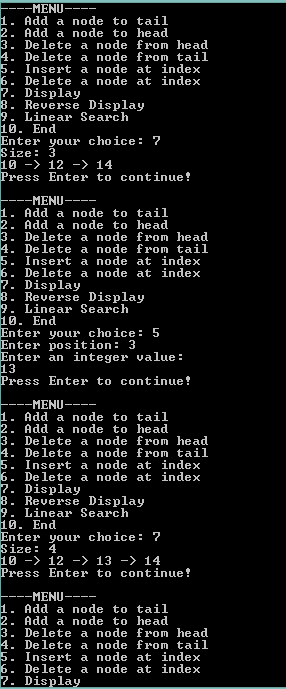 ----MENU----
1. Add a node to tail
2. Add a node to head
3. Delete a node from head
4. Delete a node from tail
5. Insert a node at index
6. Delete a node at index
7. Display
8. Reverse Display
9. Linear Search
10. End
Enter your choice: 7
Size: 3
10 -> 12 -> 14
Press Enter to continue!
----MENU----
1. Add a node to tail
2. Add a node to head
3. Delete a node from head
4. Delete a node from tail
5. Insert a node at index
6. Delete a node at index
7. Display
8. Reverse Display
9. Linear Search
10. End
Enter your choice: 5
Enter position: 3
Enter an integer value:
13
Press Enter to continue!
----MENU----
1. Add a node to tail
2. Add a node to head
3. Delete a node from head
4. Delete a node from tail
5. Insert a node at index
6. Delete a node at index
7. Display
8. Reverse Display
9. Linear Search
10. End
Enter your choice: 7
Size: 4
10 -> 12 -> 13 -> 14
Press Enter to continue!
----MENU----
1. Add a node to tail
2. Add a node to head
3. Delete a node from head
4. Delete a node from tail
5. Insert a node at index
6. Delete a node at index
7. Display